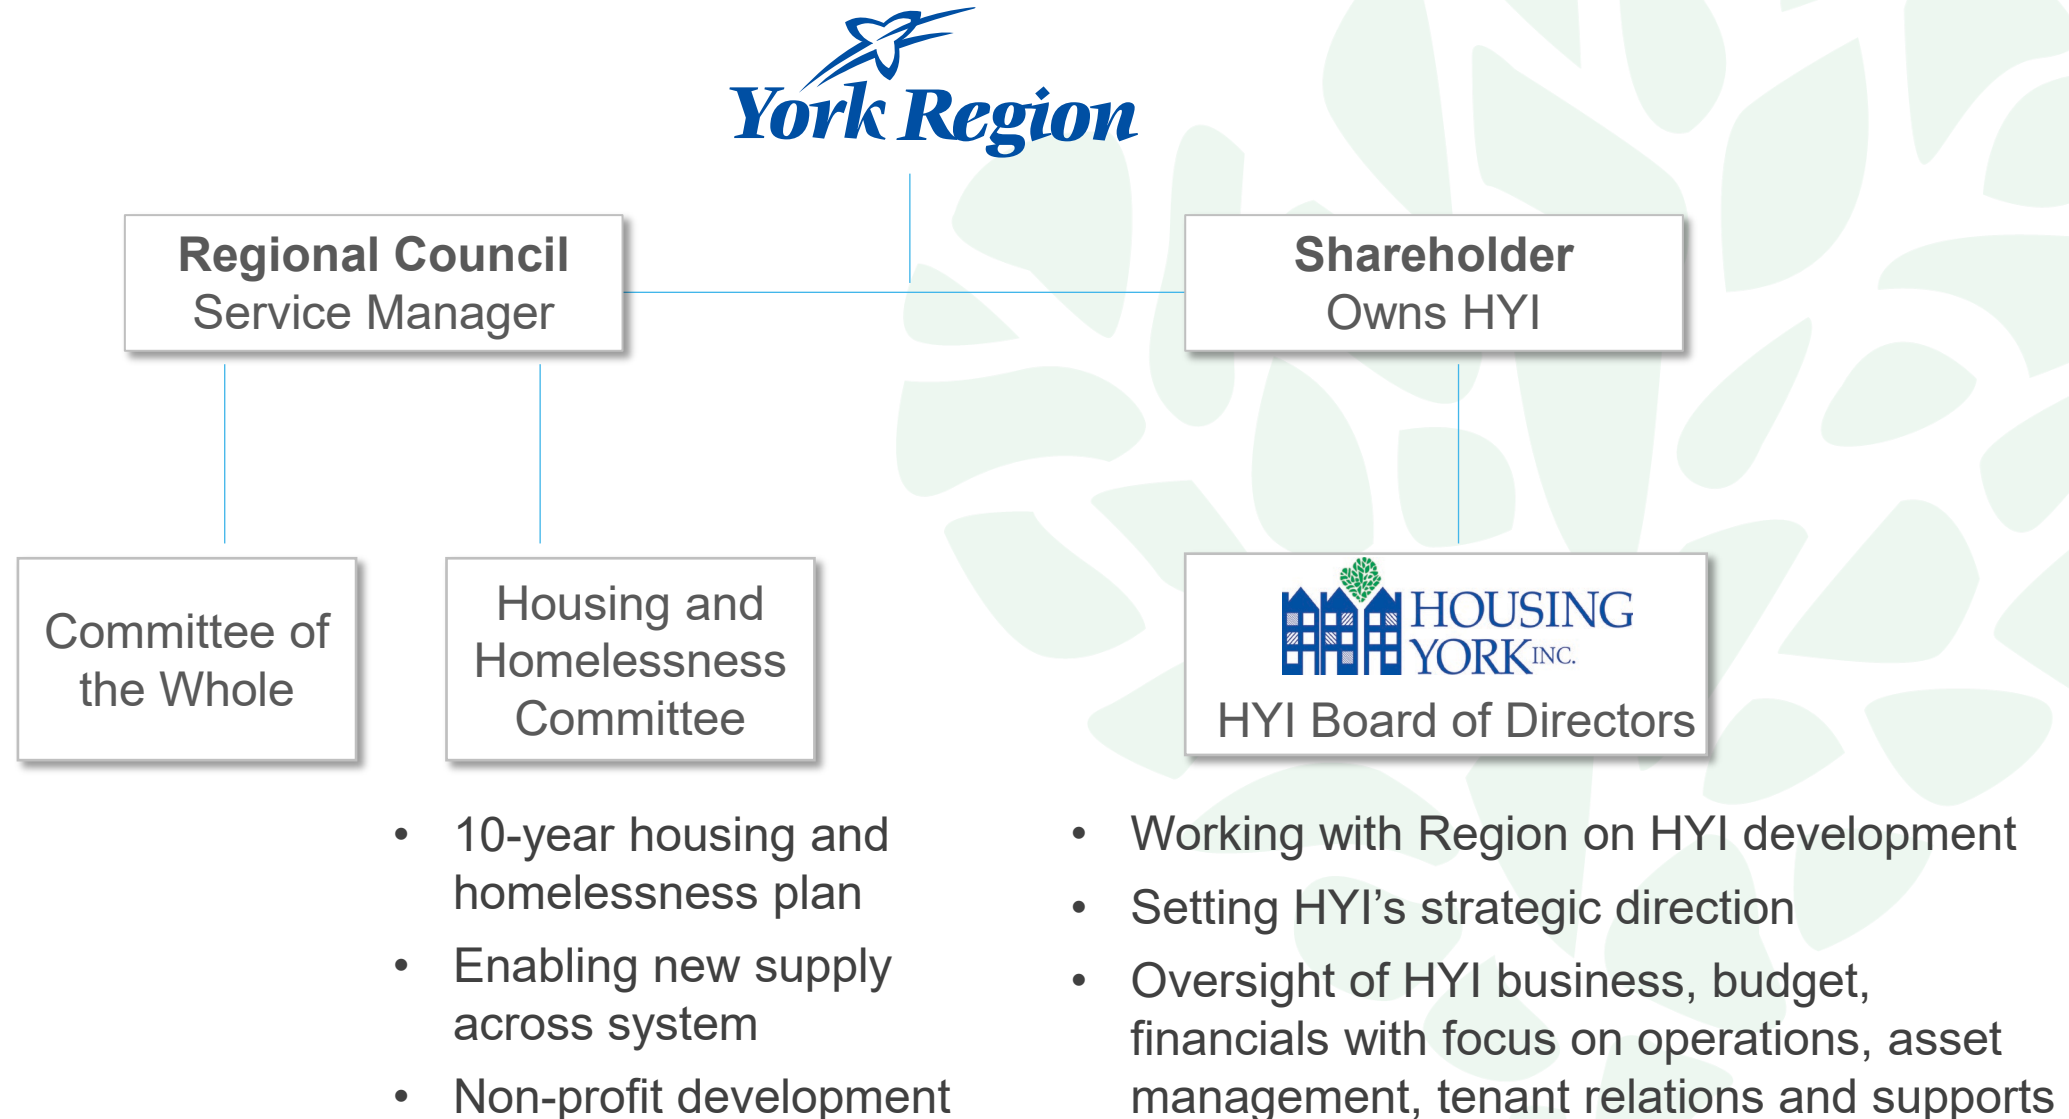 York Region
Regional Council
Service Manager
Shareholder
Owns HYI
Committee of
the Whole
Housing and
Homelessness
Committee
HOUSING
YORK INC.
HYI Board of Directors
• 10-year housing and
homelessness plan
• Enabling new supply
across system
• Non-profit development
• Working with Region on HYI development
• Setting HYI’s strategic direction
• Oversight of HYI business, budget,
financials with focus on operations, asset
management, tenant relations and supports